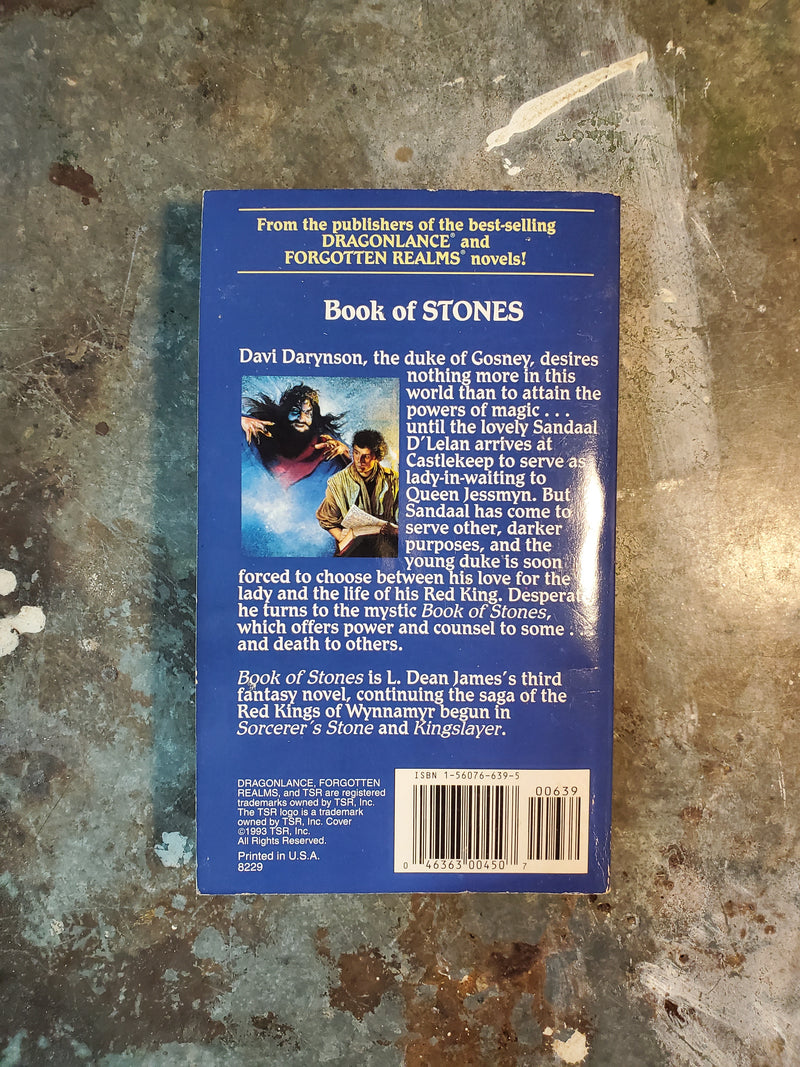 From the publishers of the best-selling
DRAGONLANCE® and
FORGOTTEN REALMS® novels!
Book of STONES
Davi Darynson, the duke of Gosney, desires
nothing more in this
world than to attain the
powers of magic . . .
until the lovely Sandaal
D'Lelan arrives at
Castlekeep to serve as
lady-in-waiting to
Queen Jessmyn. But
Sandaal has come to
serve other, darker
purposes, and the
young duke is soon
forced to choose between his love for the
lady and the life of his Red King. Desperate
he turns to the mystic Book of Stones,
which offers power and counsel to some . .
and death to others.
Book of Stones is L. Dean James's third
fantasy novel, continuing the saga of the
Red Kings of Wynnamyr begun in
Sorcerer's Stone and Kingslayer.
DRAGONLANCE, FORGOTTEN
REALMS, and TSR are registered
trademarks owned by TSR, Inc.
The TSR logo is a trademark
owned by TSR, Inc. Cover
©1993 TSR, Inc.
All Rights Reserved.
Printed in U.S.A.
8229
ISBN 1-56076-639-5
00639
0 46363 00450 7